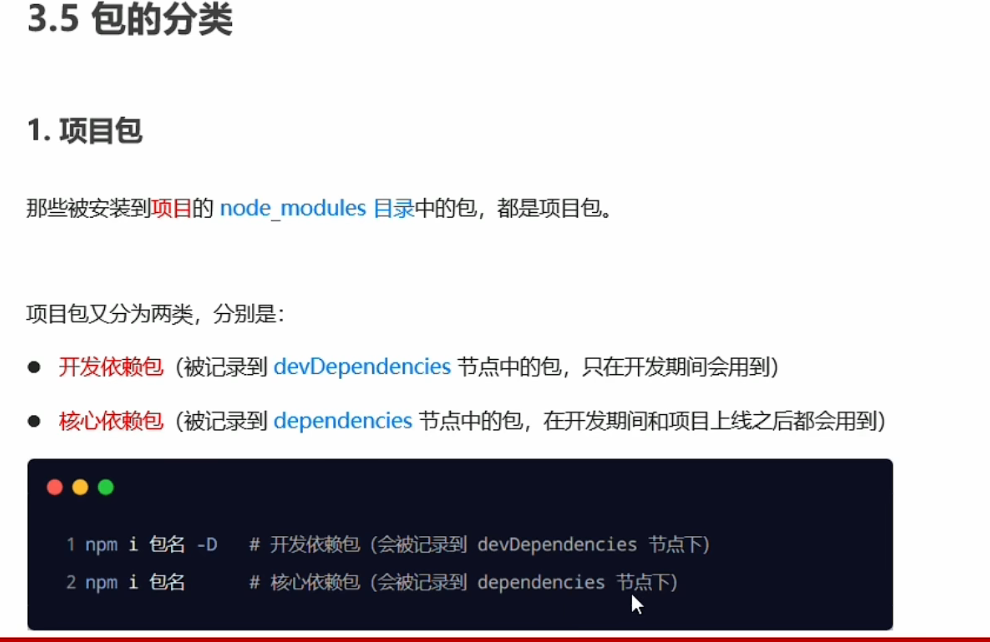 3.5 包的分类
1. 项目包
那些被安装到项目的 node_modules 目录中的包，都是项目包。
项目包又分为两类，分别是：
● 开发依赖包（被记录到 devDependencies 节点中的包，只在开发期间会用到）
● 核心依赖包（被记录到 dependencies 节点中的包，在开发期间和项目上线之后都会用到）
1 npm i 包名 -D # 开发依赖包（会被记录到 devDependencies 节点下）
2 npm i 包名 # 核心依赖包（会被记录到 dependencies 节点下）